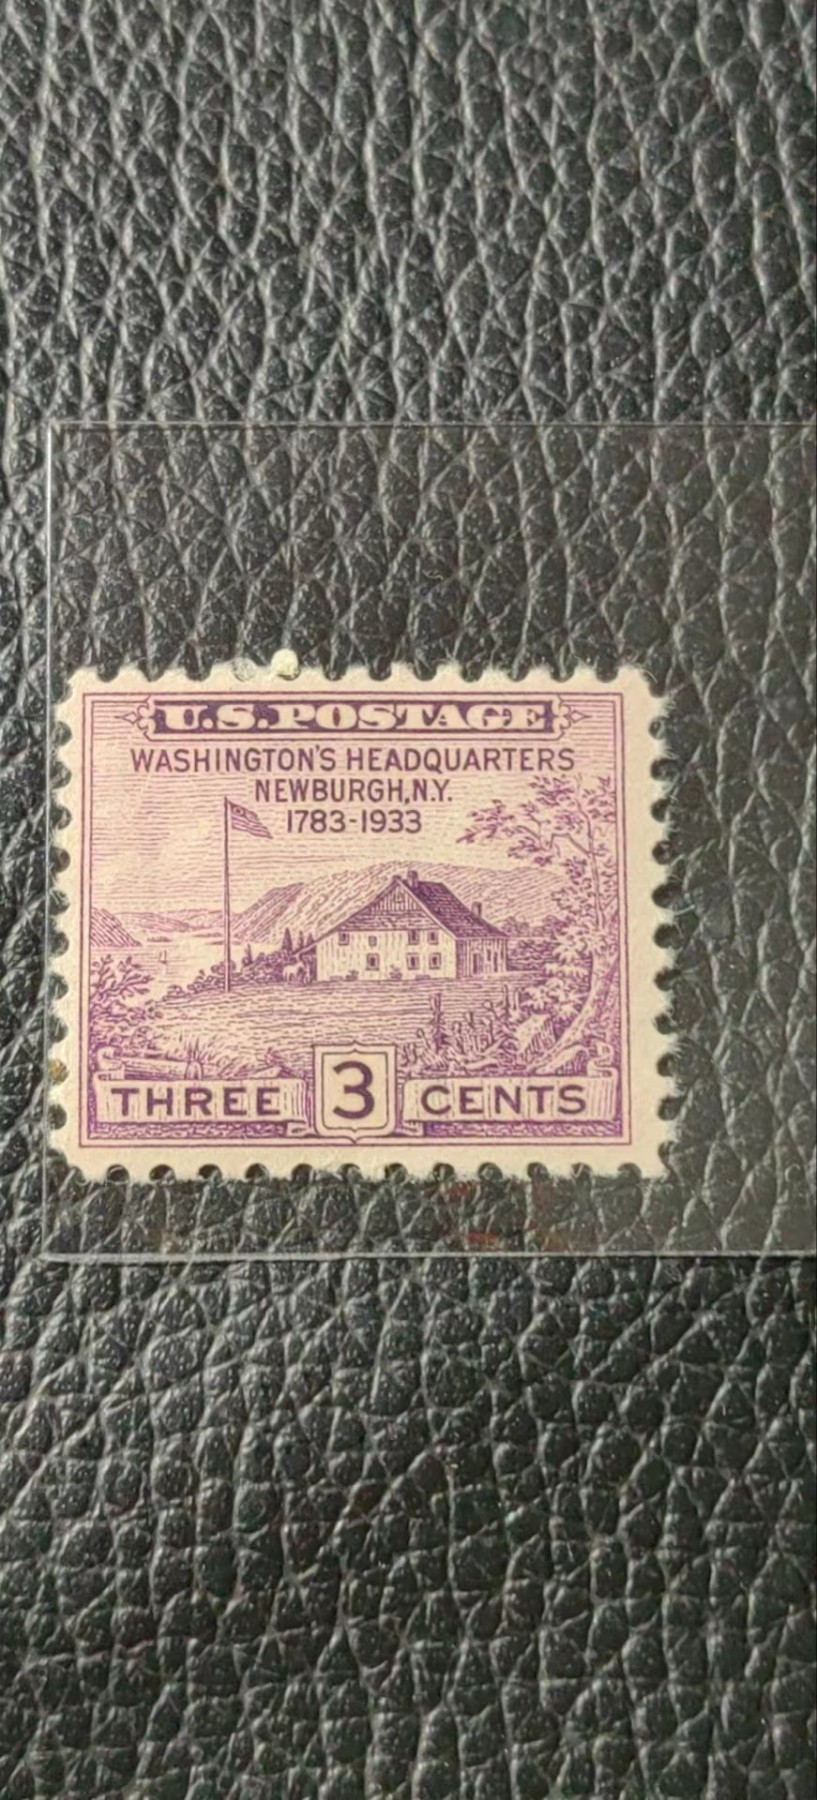 U.S. POSTAGE
WASHINGTON'S HEADQUARTERS
NEWBURGH, N.Y.
1783-1933
THREE 3 CENTS